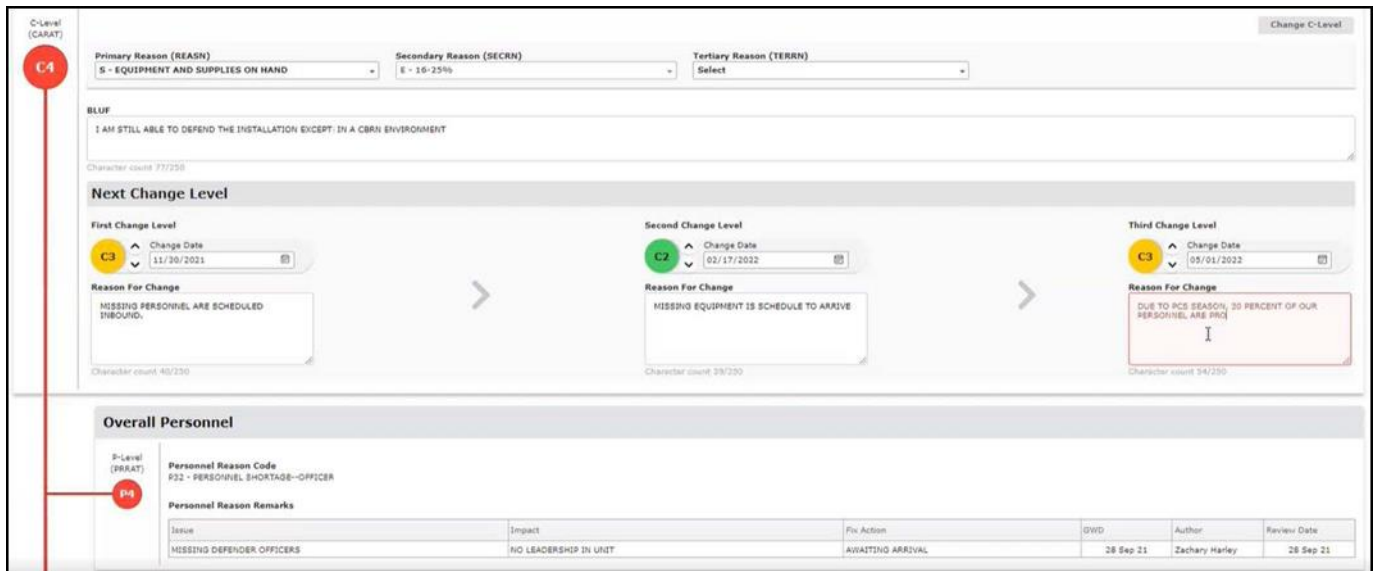 C-Level
(CARAT)
Change C-Level
C4
Primary Reason (REASN)
Secondary Reason (SECRN)
Tertiary Reason (TERRN)
S - EQUIPMENT AND SUPPLIES ON HAND
E - 16-25%
Select
BLUF
I AM STILL ABLE TO DEFEND THE INSTALLATION EXCEPT: IN A CBRN ENVIRONMENT
Character count 77/250
Next Change Level
First Change Level
Second Change Level
Third Change Level
C3
Change Date
11/30/2021
C2
Change Date
02/17/2022
C3
Change Date
05/01/2022
Reason For Change
Reason For Change
Reason For Change
MISSING PERSONNEL ARE SCHEDULED
INBOUND.
MISSING EQUIPMENT IS SCHEDULE TO ARRIVE
DUE TO PCS SEASON, 30 PERCENT OF OUR
PERSONNEL ARE PRO
Character count 40/250
Character count 39/250
Character count 54/250
Overall Personnel
P-Level
(PRRAT)
P4
Personnel Reason Code
P32 - PERSONNEL SHORTAGE--OFFICER
Personnel Reason Remarks
Issue Impact Fix Action GWD Author Review Date
MISSING DEFENDER OFFICERS NO LEADERSHIP IN UNIT AWAITING ARRIVAL 28 Sep 21 Zachary Harley 28 Sep 21